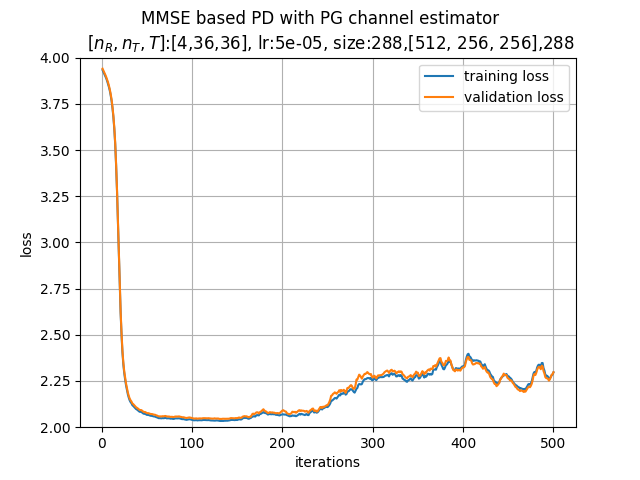 MMSE based PD with PG channel estimator
[n_R, n_T, T]:[4,36,36], lr:5e-05, size:288,[512, 256, 256],288
training loss
validation loss
4.00
3.75
3.50
3.25
3.00
2.75
2.50
2.25
2.00
loss
0 100 200 300 400 500
iterations